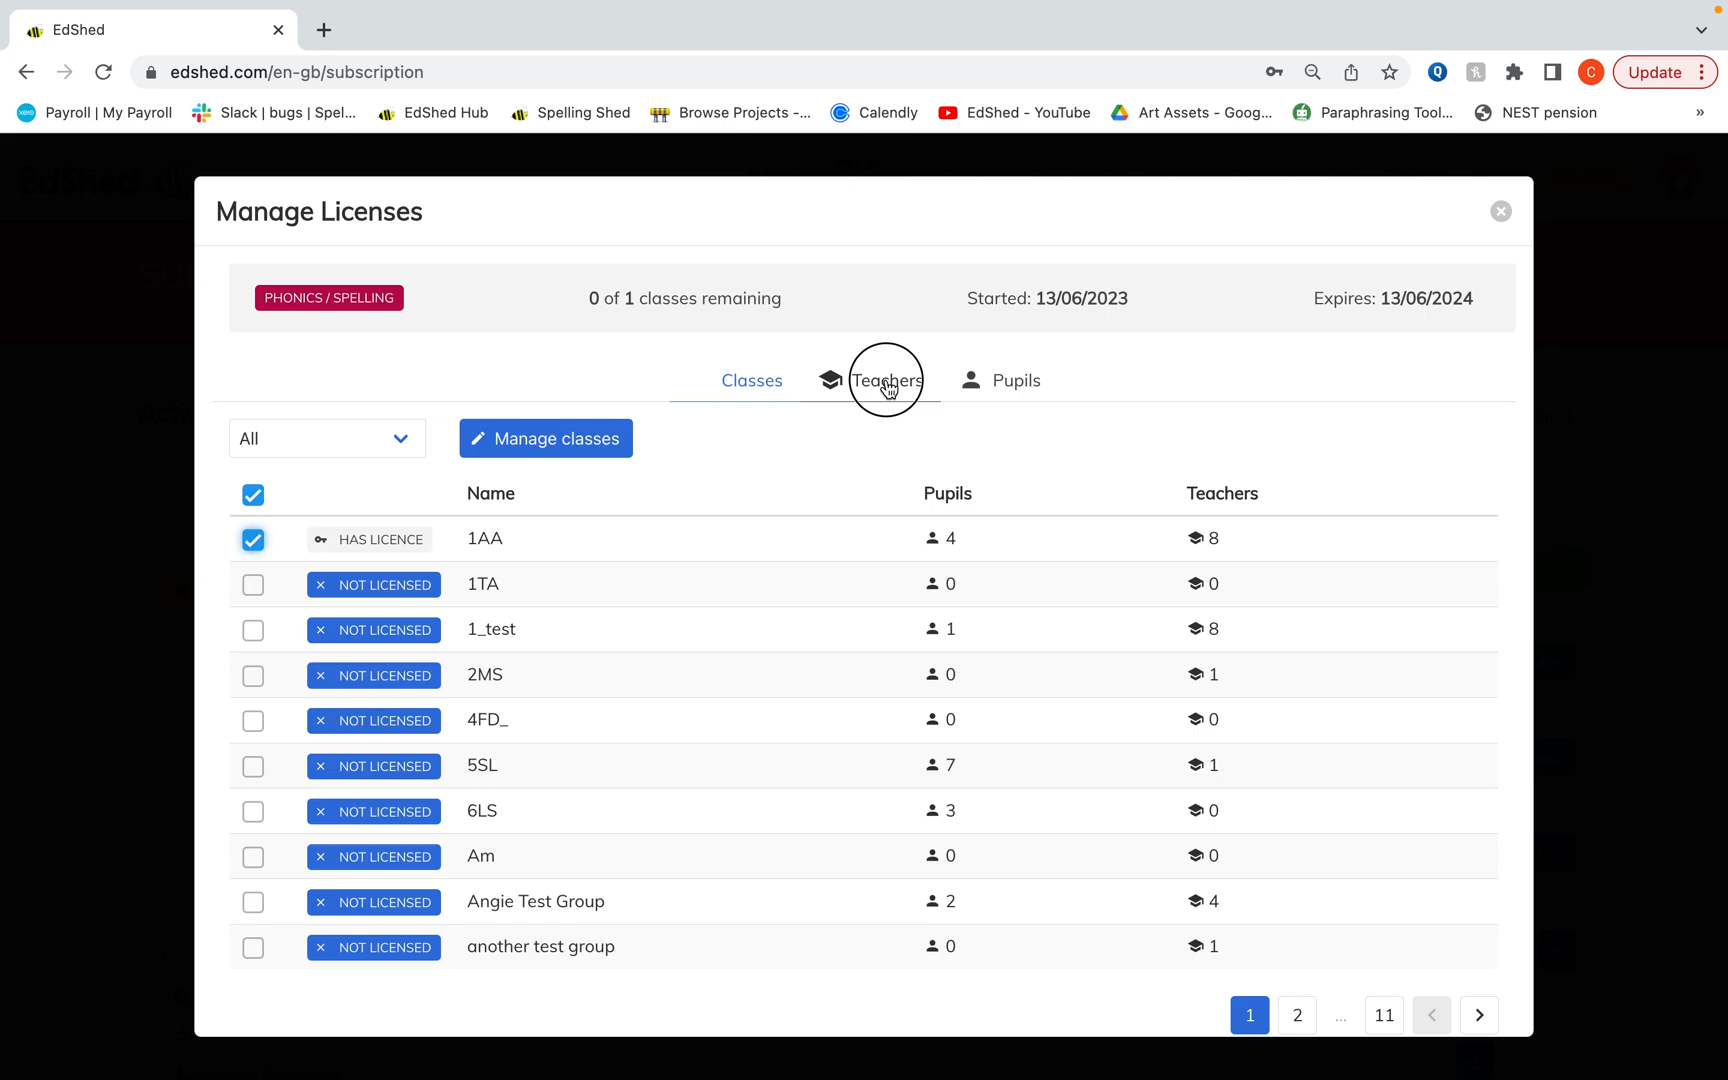 EdShed
edshed.com/en-gb/subscription
Update
Payroll | My Payroll
Slack | bugs | Spel...
EdShed Hub
Spelling Shed
Browse Projects -...
Calendly
EdShed - YouTube
Art Assets - Goog...
Paraphrasing Tool...
NEST pension
»
EdShed
Manage Licenses
PHONICS / SPELLING
0 of 1 classes remaining
Started: 13/06/2023
Expires: 13/06/2024
Classes
Teachers
Pupils
All
Manage classes
Name Pupils Teachers
HAS LICENCE 1AA 4 8
NOT LICENSED 1TA 0 0
NOT LICENSED 1_test 1 8
NOT LICENSED 2MS 0 1
NOT LICENSED 4FD_ 0 0
NOT LICENSED 5SL 7 1
NOT LICENSED 6LS 3 0
NOT LICENSED Am 0 0
NOT LICENSED Angie Test Group 2 4
NOT LICENSED another test group 0 1
1 2 ... 11